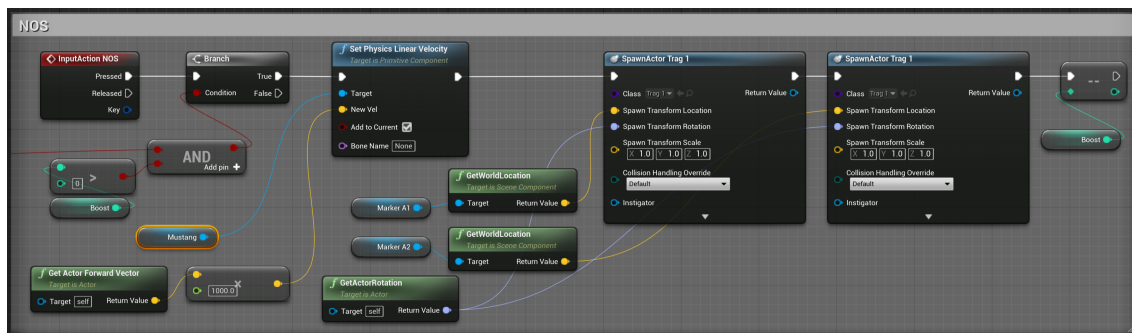 NOS
InputAction NOS
Pressed
Released
Key
Branch
True
Condition
False
Set Physics Linear Velocity
Target is Primitive Component
Target
New Vel
Add to Current
Bone Name None
SpawnActor Trag 1
Class Trag 1
Return Value
Spawn Transform Location
Spawn Transform Rotation
Spawn Transform Scale
X 1.0 Y 1.0 Z 1.0
Collision Handling Override
Default
Instigator
SpawnActor Trag 1
Class Trag 1
Return Value
Spawn Transform Location
Spawn Transform Rotation
Spawn Transform Scale
X 1.0 Y 1.0 Z 1.0
Collision Handling Override
Default
Instigator
--
Boost
AND
Add pin +
0 >
Boost
Mustang
Get Actor Forward Vector
Target is Actor
Target self Return Value
1000.0 ×
Marker A1
GetWorldLocation
Target is Scene Component
Target Return Value
Marker A2
GetWorldLocation
Target is Scene Component
Target Return Value
GetActorRotation
Target is Actor
Target self Return Value